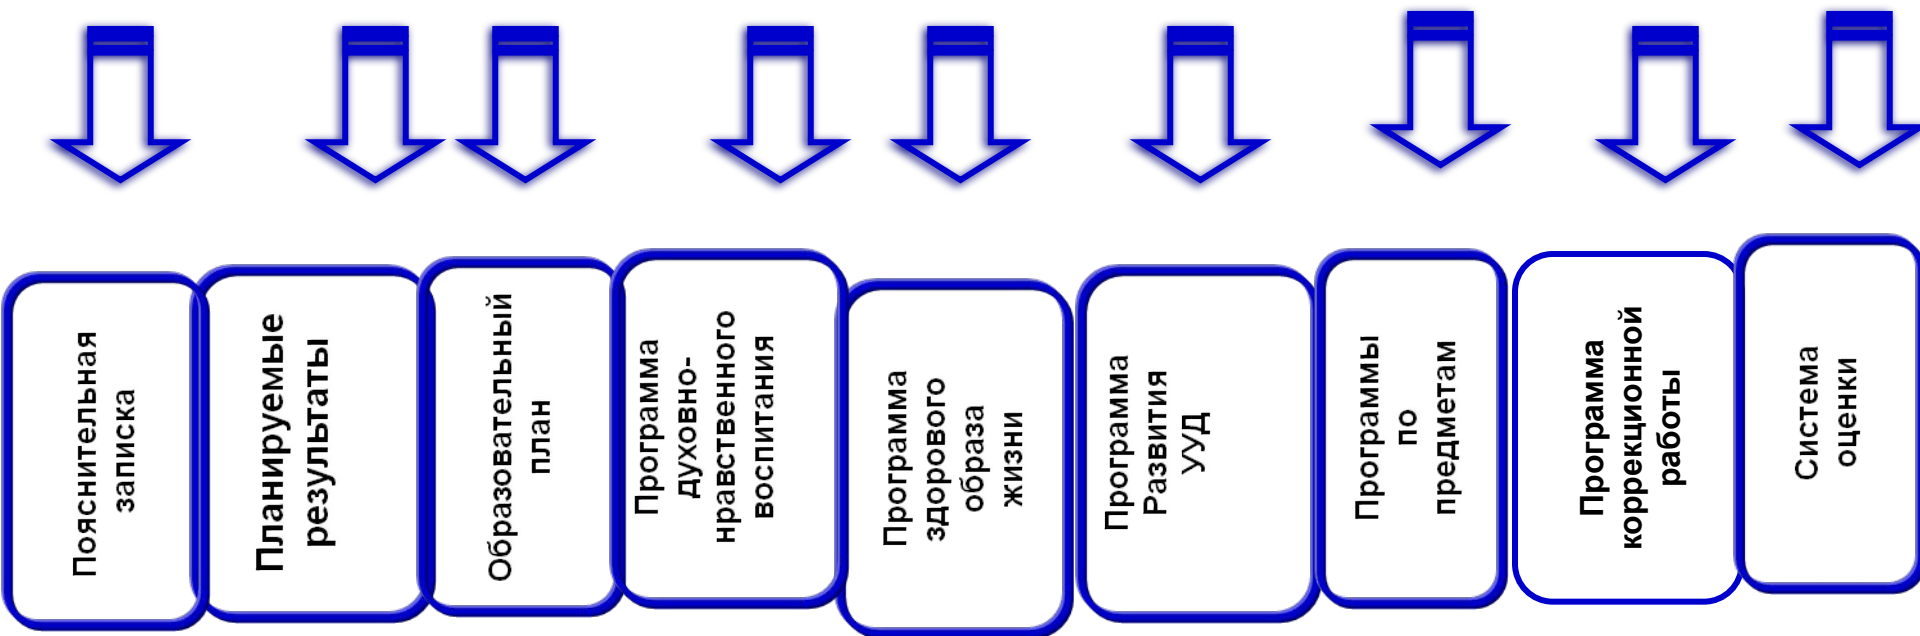 Пояснительная
записка
Планируемые
результаты
Образовательный
план
Программа
духовно-
нравственного
воспитания
Программа
здорового
образа
жизни
Программа
Развития
УУД
Программы
по
предметам
Программа
коррекционной
работы
Система
оценки